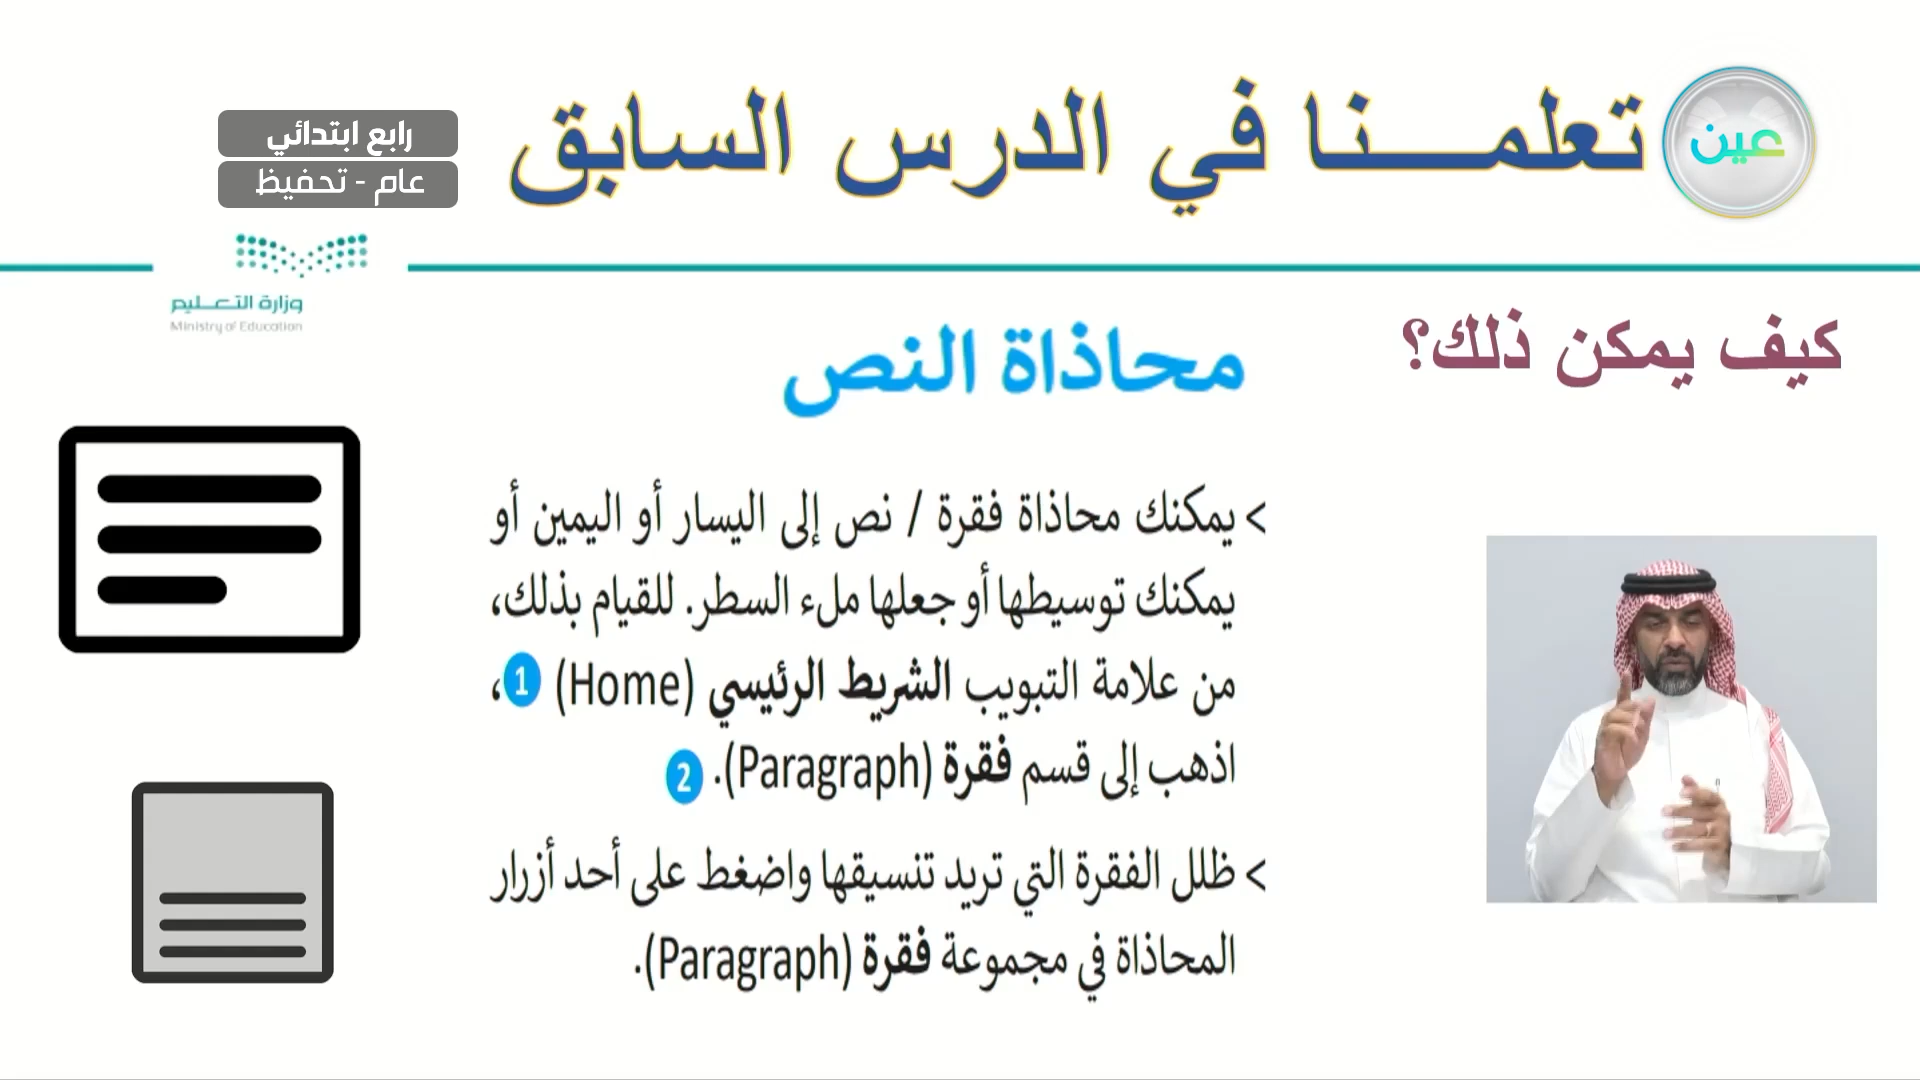 تعلمنا في الدرس السابق
عين
رابع ابتدائي
عام - تحفيظ
وزارة التعليم
Ministry of Education
كيف يمكن ذلك؟
محاذاة النص
> يمكنك محاذاة فقرة / نص إلى اليسار أو اليمين أو
يمكنك توسيطها أو جعلها ملء السطر. للقيام بذلك،
من علامة التبويب الشريط الرئيسي (Home) 1،
اذهب إلى قسم فقرة (Paragraph). 2
> ظلل الفقرة التي تريد تنسيقها واضغط على أحد أزرار
المحاذاة في مجموعة فقرة (Paragraph).